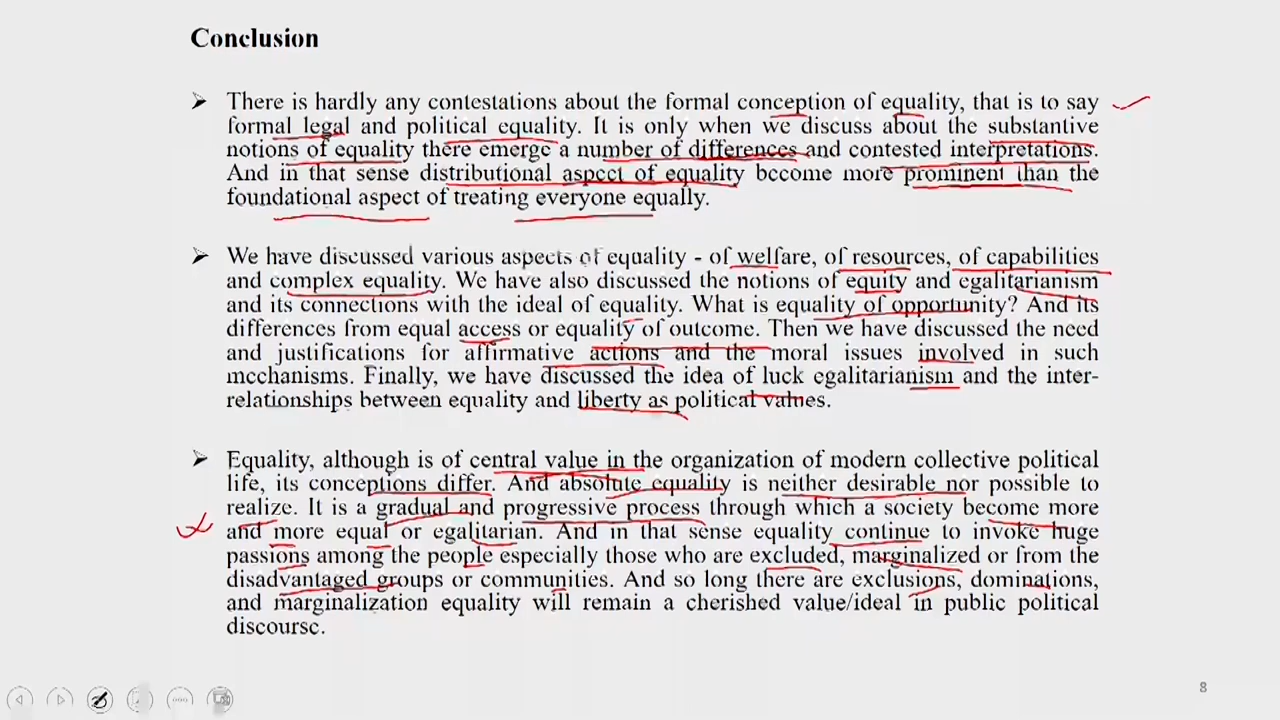 Conclusion
There is hardly any contestations about the formal conception of equality, that is to say
formal legal and political equality. It is only when we discuss about the substantive
notions of equality there emerge a number of differences and contested interpretations.
And in that sense distributional aspect of equality become more prominent than the
foundational aspect of treating everyone equally.
We have discussed various aspects of equality - of welfare, of resources, of capabilities
and complex equality. We have also discussed the notions of equity and egalitarianism
and its connections with the ideal of equality. What is equality of opportunity? And its
differences from equal access or equality of outcome. Then we have discussed the need
and justifications for affirmative actions and the moral issues involved in such
mechanisms. Finally, we have discussed the idea of luck egalitarianism and the inter-
relationships between equality and liberty as political values.
Equality, although is of central value in the organization of modern collective political
life, its conceptions differ. And absolute equality is neither desirable nor possible to
realize. It is a gradual and progressive process through which a society become more
and more equal or egalitarian. And in that sense equality continue to invoke huge
passions among the people especially those who are excluded, marginalized or from the
disadvantaged groups or communities. And so long there are exclusions, dominations,
and marginalization equality will remain a cherished value/ideal in public political
discourse.
8